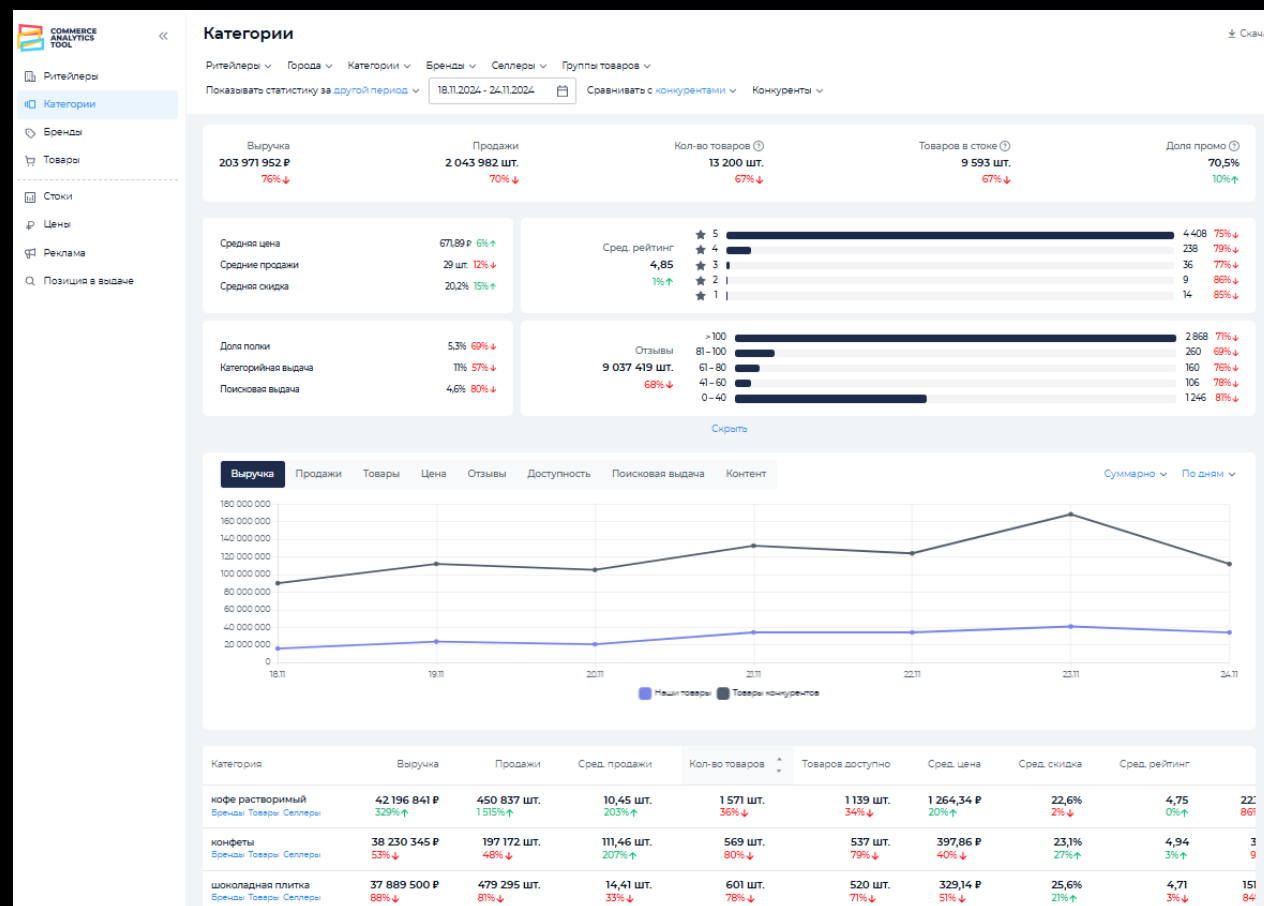 COMMERCE
ANALYTICS
TOOL
Ритейлеры
Категории
Бренды
Товары
Стоки
Цены
Реклама
Позиция в выдаче
Категории
Ритейлеры Города Категории Бренды Селлеры Группы товаров
Показывать статистику за другой период 18.11.2024 - 24.11.2024 Сравнивать с конкурентами Конкуренты
Выручка Продажи Кол-во товаров Товаров в стоке Доля промо
203 971 952 ₽ 2 043 982 шт. 13 200 шт. 9 593 шт. 70,5%
76%↓ 70%↓ 67%↓ 67%↓ 10%↑
Средняя цена 671,89 ₽ 6%↑
Средние продажи 29 шт. 12%↓
Средняя скидка 20,2% 15%↑
Сред. рейтинг
4,85
1%↑
5 4 408 75%↓
4 238 79%↓
3 36 77%↓
2 9 86%↓
1 14 85%↓
Доля полки 5,3% 69%↓
Категорийная выдача 11% 57%↓
Поисковая выдача 4,6% 80%↓
Отзывы
9 037 419 шт.
68%↓
>100 2 868 71%↓
81–100 260 69%↓
61–80 160 76%↓
41–60 106 78%↓
0–40 1 246 81%↓
Скрыть
Выручка Продажи Товары Цена Отзывы Доступность Поисковая выдача Контент Суммарно По дням
180 000 000
160 000 000
140 000 000
120 000 000
100 000 000
80 000 000
60 000 000
40 000 000
20 000 000
0
18.11 19.11 20.11 21.11 22.11 23.11 24.11
Наши товары Товары конкурентов
Категория Выручка Продажи Сред. продажи Кол-во товаров Товаров доступно Сред. цена Сред. скидка Сред. рейтинг
кофе растворимый 42 196 841 ₽ 450 837 шт. 10,45 шт. 1 571 шт. 1 139 шт. 1 264,34 ₽ 22,6% 4,75
Бренды Товары Селлеры 329%↑ 1 515%↑ 203%↑ 36%↓ 34%↓ 20%↑ 2%↓ 0%↑
конфеты 38 230 345 ₽ 197 172 шт. 111,46 шт. 569 шт. 537 шт. 397,86 ₽ 23,1% 4,94
Бренды Товары Селлеры 53%↓ 48%↓ 207%↑ 80%↓ 79%↓ 40%↓ 27%↑ 3%↑
шоколадная плитка 37 889 500 ₽ 479 295 шт. 14,41 шт. 601 шт. 520 шт. 329,14 ₽ 25,6% 4,71
Бренды Товары Селлеры 88%↓ 81%↓ 33%↓ 78%↓ 71%↓ 51%↓ 21%↑ 3%↓